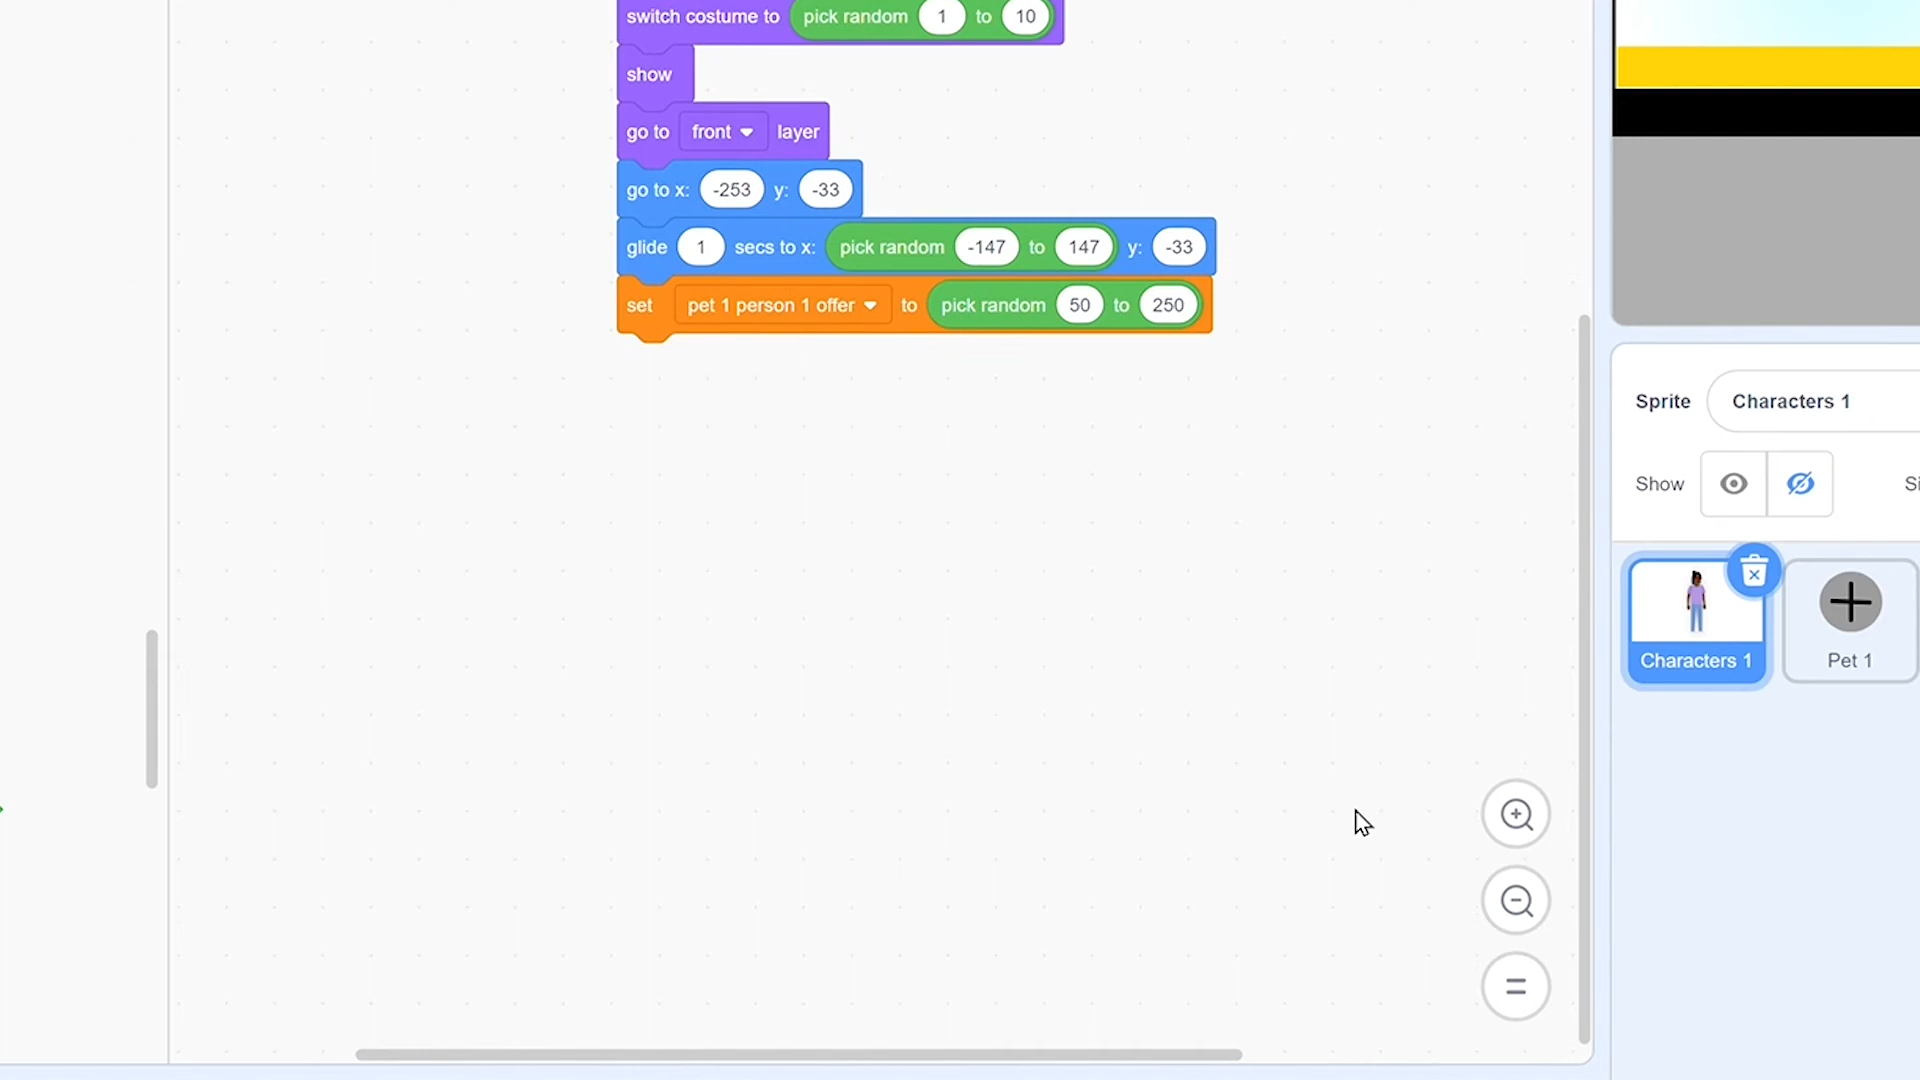 switch costume to pick random 1 to 10
show
go to front layer
go to x: -253 y: -33
glide 1 secs to x: pick random -147 to 147 y: -33
set pet 1 person 1 offer to pick random 50 to 250
Sprite Characters 1
Show
Characters 1
Pet 1